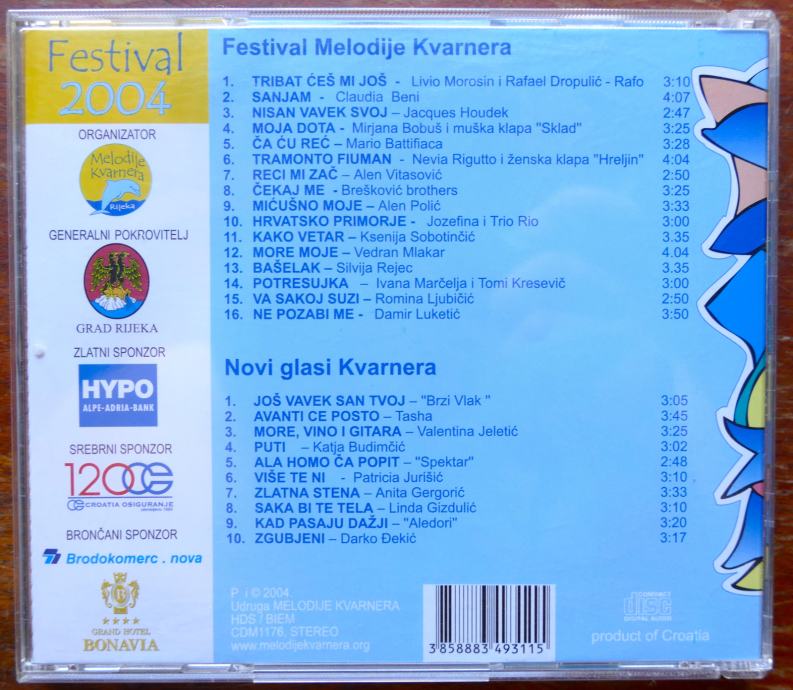 Festival
2004
ORGANIZATOR
Melodije
Kvarnera
Rijeka
GENERALNI POKROVITELJ
GRAD RIJEKA
ZLATNI SPONZOR
HYPO
ALPE-ADRIA-BANK
SREBRNI SPONZOR
120
CROATIA OSIGURANJE
BRONČANI SPONZOR
Brodokomerc . nova
B
GRAND HOTEL
BONAVIA
Festival Melodije Kvarnera
1. TRIBAT ĆEŠ MI JOŠ - Livio Morosin i Rafael Dropulić - Rafo 3:10
2. SANJAM - Claudia Beni 4:07
3. NISAN VAVEK SVOJ – Jacques Houdek 2:47
4. MOJA DOTA - Mirjana Bobuš i muška klapa "Sklad" 3:25
5. ČA ĆU REĆ – Mario Battifiaca 3:28
6. TRAMONTO FIUMAN - Nevia Rigutto i ženska klapa "Hreljin" 4:04
7. RECI MI ZAČ – Alen Vitasović 2:50
8. ČEKAJ ME - Brešković brothers 3:25
9. MIĆUŠNO MOJE – Alen Polić 3:33
10. HRVATSKO PRIMORJE - Jozefina i Trio Rio 3:00
11. KAKO VETAR – Ksenija Sobotinčić 3.35
12. MORE MOJE – Vedran Mlakar 4.04
13. BAŠELAK – Silvija Rejec 3.35
14. POTRESUJKA – Ivana Marčelja i Tomi Kresevič 3:00
15. VA SAKOJ SUZI – Romina Ljubičić 2:50
16. NE POZABI ME - Damir Luketić 3:50
Novi glasi Kvarnera
1. JOŠ VAVEK SAN TVOJ – "Brzi Vlak " 3:05
2. AVANTI CE POSTO – Tasha 3:45
3. MORE, VINO I GITARA – Valentina Jeletić 3:25
4. PUTI – Katja Budimčić 3:02
5. ALA HOMO ČA POPIT – "Spektar" 2:48
6. VIŠE TE NI - Patricia Jurišić 3:10
7. ZLATNA STENA – Anita Gergorić 3:33
8. SAKA BI TE TELA – Linda Gizdulić 3:10
9. KAD PASAJU DAŽJI – "Aledori" 3:20
10. ZGUBJENI – Darko Đekić 3:17
P i © 2004.
Udruga MELODIJE KVARNERA
HDS / BIEM
CDM1176, STEREO
www.melodijekvarnera.org
3 858883 493115
COMPACT
disc
DIGITAL AUDIO
product of Croatia